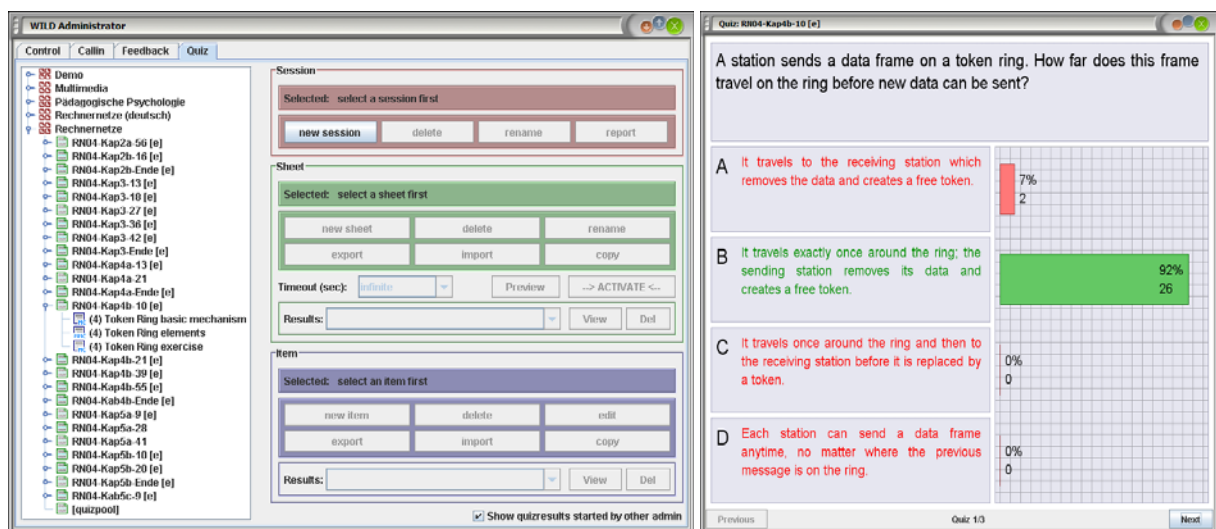 WILD Administrator
Control Callin Feedback Quiz
Demo
Multimedia
Pädagogische Psychologie
Rechnernetze (deutsch)
Rechnernetze
RN04-Kap2a-56 [e]
RN04-Kap2b-16 [e]
RN04-Kap2b-Ende [e]
RN04-Kap3-13 [e]
RN04-Kap3-18 [e]
RN04-Kap3-27 [e]
RN04-Kap3-36 [e]
RN04-Kap3-42 [e]
RN04-Kap3-Ende [e]
RN04-Kap4a-13 [e]
RN04-Kap4a-21
RN04-Kap4a-Ende [e]
RN04-Kap4b-10 [e]
(4) Token Ring basic mechanism
(4) Token Ring elements
(4) Token Ring exercise
RN04-Kap4b-21 [e]
RN04-Kap4b-39 [e]
RN04-Kap4b-55 [e]
RN04-Kab4b-Ende [e]
RN04-Kap5a-9 [e]
RN04-Kap5a-28
RN04-Kap5a-41
RN04-Kap5b-10 [e]
RN04-Kap5b-20 [e]
RN04-Kap5b-Ende [e]
RN04-Kab5c-9 [e]
[quizpool]
Session
Selected: select a session first
new session delete rename report
Sheet
Selected: select a sheet first
new sheet delete rename
export import copy
Timeout (sec): infinite Preview --> ACTIVATE <--
Results: View Del
Item
Selected: select an item first
new item delete edit
export import copy
Results: View Del
Show quizresults started by other admin
Quiz: RN04-Kap4b-10 [e]
A station sends a data frame on a token ring. How far does this frame
travel on the ring before new data can be sent?
A It travels to the receiving station which
removes the data and creates a free token.
7%
2
B It travels exactly once around the ring; the
sending station removes its data and
creates a free token.
92%
26
C It travels once around the ring and then to
the receiving station before it is replaced by
a token.
0%
0
D Each station can send a data frame
anytime, no matter where the previous
message is on the ring.
0%
0
Previous Quiz 1/3 Next